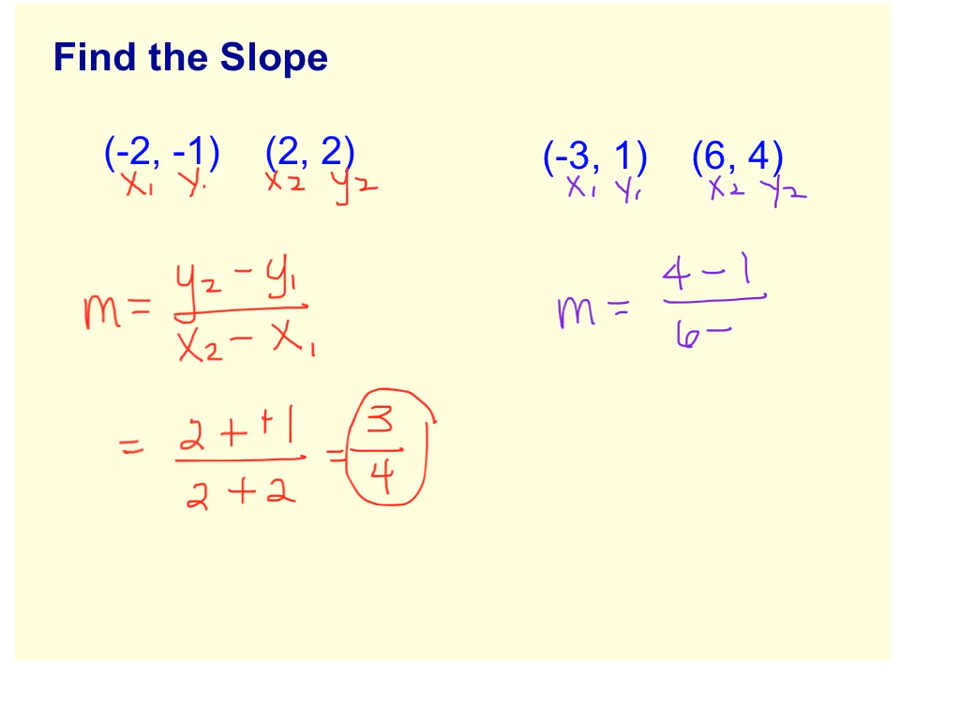 Find the Slope
(-2, -1) (2, 2)
x₁ y₁ x₂ y₂
m = y₂ - y₁ / x₂ - x₁
= 2 + +1 / 2 + 2 = 3 / 4
(-3, 1) (6, 4)
x₁ y₁ x₂ y₂
m = 4 - 1 / 6 -